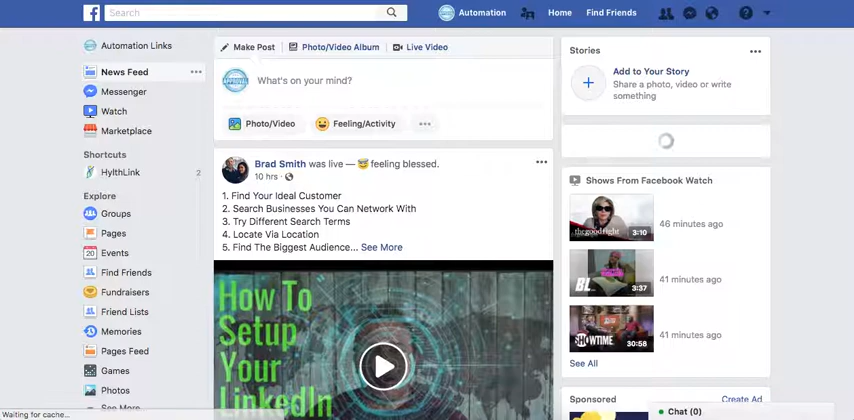 Search
Automation
Home
Find Friends
Automation Links
News Feed
Messenger
Watch
Marketplace
Shortcuts
HylthLink 2
Explore
Groups
Pages
20 Events
Find Friends
Fundraisers
Friend Lists
Memories
Pages Feed
Games
Photos
See More
Waiting for cache...
Make Post
Photo/Video Album
Live Video
What's on your mind?
Photo/Video
Feeling/Activity
Brad Smith was live — feeling blessed.
10 hrs ·
1. Find Your Ideal Customer
2. Search Businesses You Can Network With
3. Try Different Search Terms
4. Locate Via Location
5. Find The Biggest Audience... See More
How To
Setup
Your
LinkedIn
Stories
Add to Your Story
Share a photo, video or write
something
Shows From Facebook Watch
thegoodfight
3:10
46 minutes ago
BL
3:37
41 minutes ago
SHOWTIME
30:58
41 minutes ago
See All
Sponsored
Create Ad
Chat (0)